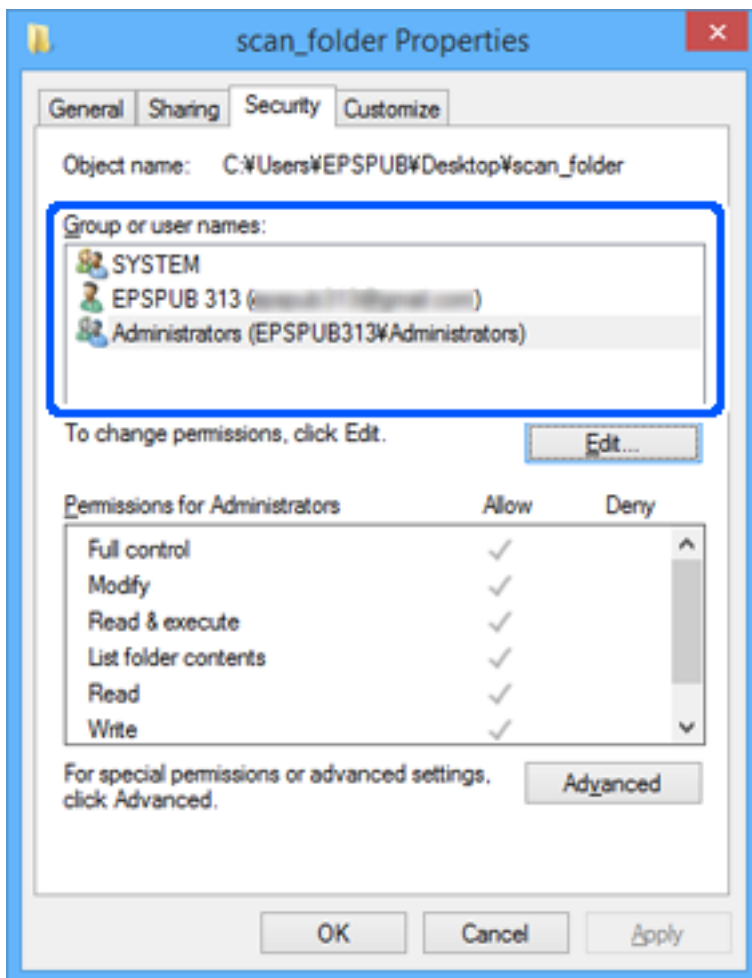 scan_folder Properties
General Sharing Security Customize
Object name: C:¥Users¥EPSPUB¥Desktop¥scan_folder
Group or user names:
SYSTEM
EPSPUB 313 ( )
Administrators (EPSPUB313¥Administrators)
To change permissions, click Edit.
Edit...
Permissions for Administrators Allow Deny
Full control
Modify
Read & execute
List folder contents
Read
Write
For special permissions or advanced settings,
click Advanced.
Advanced
OK Cancel Apply